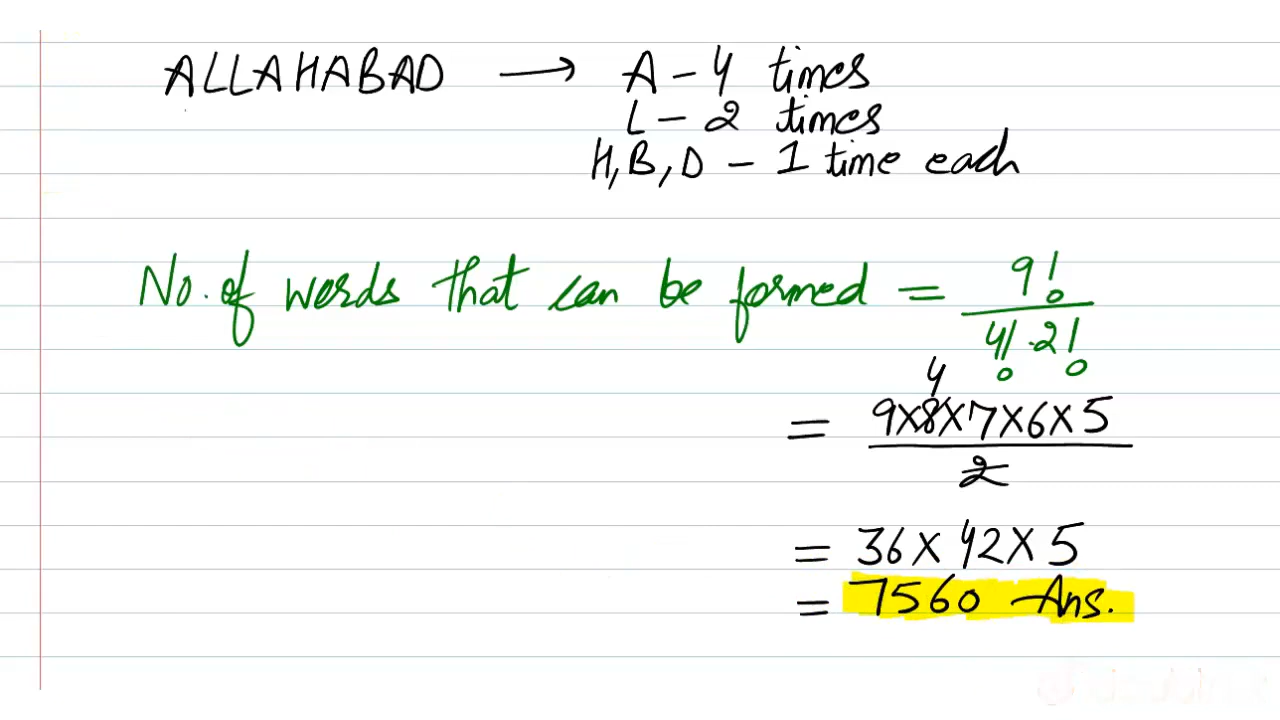 ALLAHABAD → A - 4 times
L - 2 times
H, B, D - 1 time each
No. of words that can be formed = 9! / 4! · 2!
4
= 9×8×7×6×5 / 2
= 36 × 42 × 5
= 7560 Ans.